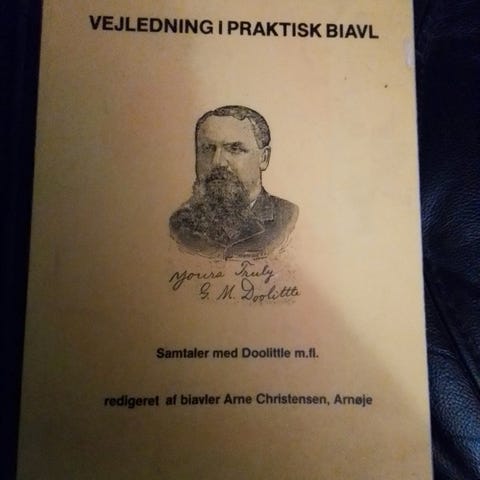 VEJLEDNING I PRAKTISK BIAVL
Yours Truly
G. M. Doolittle
Samtaler med Doolittle m.fl.
redigeret af biavler Arne Christensen, Arnøje